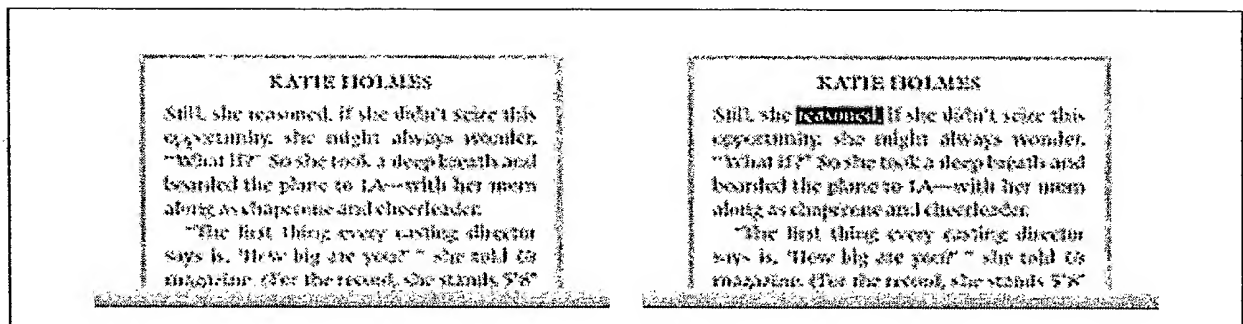 KATIE HOLMES
Still, she reasoned, if she didn't seize this
opportunity, she might always wonder,
"What if?" So she took a deep breath and
boarded the plane to LA—with her mom
along as chaperone and cheerleader.
"The first thing every casting director
says is, 'How big are you?' " she told
magazine. (For the record, she stands 5'8"
KATIE HOLMES
Still, she reasoned, if she didn't seize this
opportunity, she might always wonder,
"What if?" So she took a deep breath and
boarded the plane to LA—with her mom
along as chaperone and cheerleader.
"The first thing every casting director
says is, 'How big are you?' " she told
magazine. (For the record, she stands 5'8"